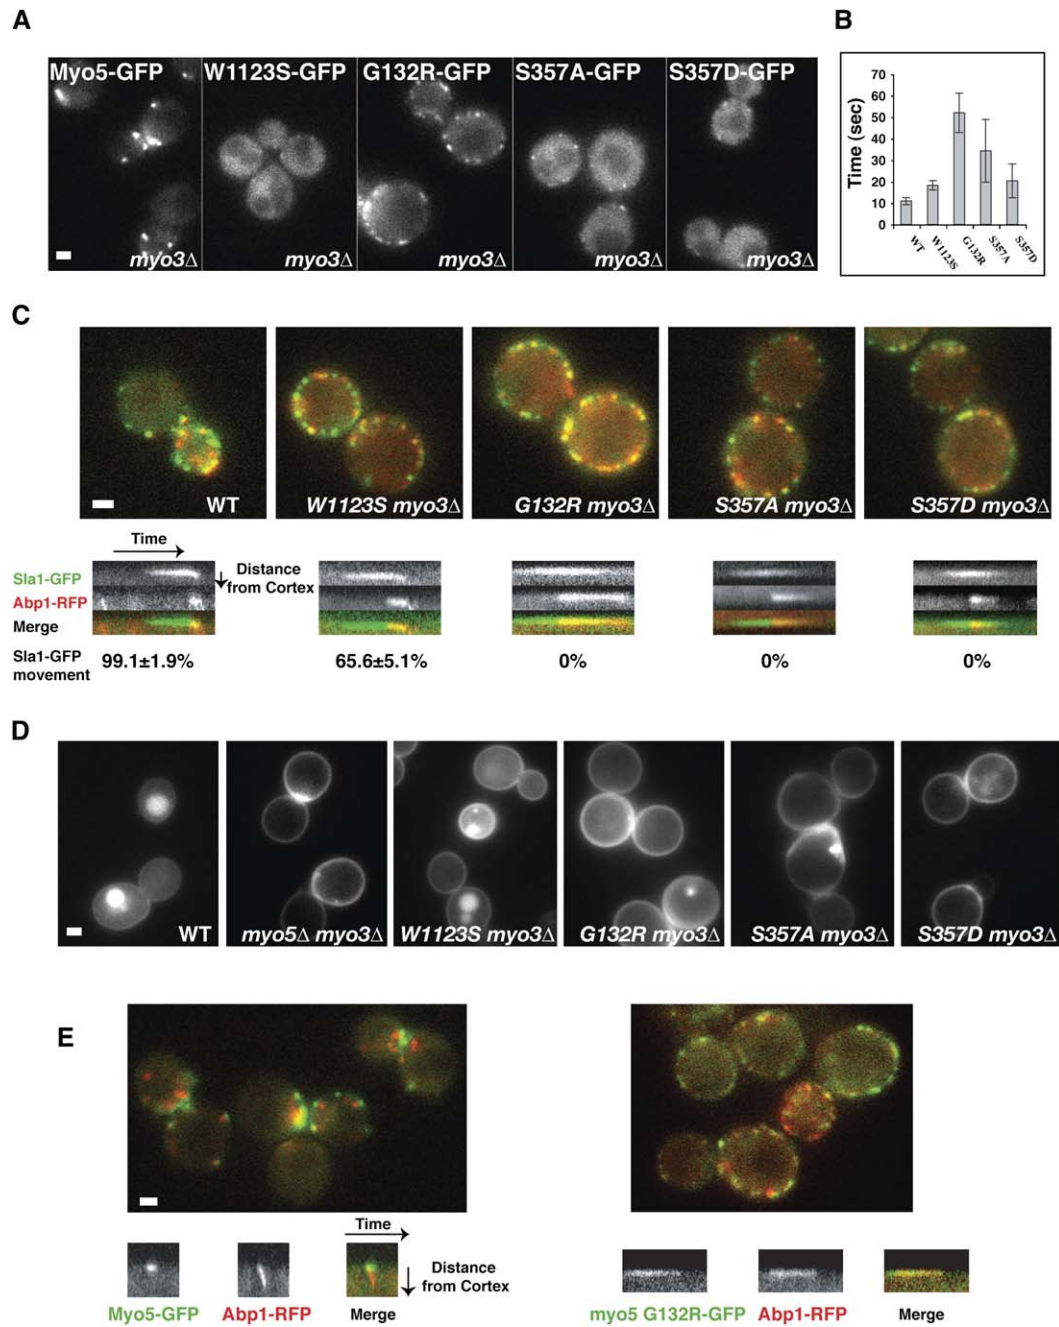 A
B
Myo5-GFP W1123S-GFP G132R-GFP S357A-GFP S357D-GFP
myo3Δ myo3Δ myo3Δ myo3Δ myo3Δ
Time (sec)
70
60
50
40
30
20
10
0
WT W1123S G132R S357A S357D
C
WT W1123S myo3Δ G132R myo3Δ S357A myo3Δ S357D myo3Δ
Time
Sla1-GFP
Abp1-RFP
Merge
Distance
from Cortex
Sla1-GFP
movement
99.1±1.9% 65.6±5.1% 0% 0% 0%
D
WT myo5Δ myo3Δ W1123S myo3Δ G132R myo3Δ S357A myo3Δ S357D myo3Δ
E
Time
Distance
from Cortex
Myo5-GFP Abp1-RFP Merge
myo5 G132R-GFP Abp1-RFP Merge